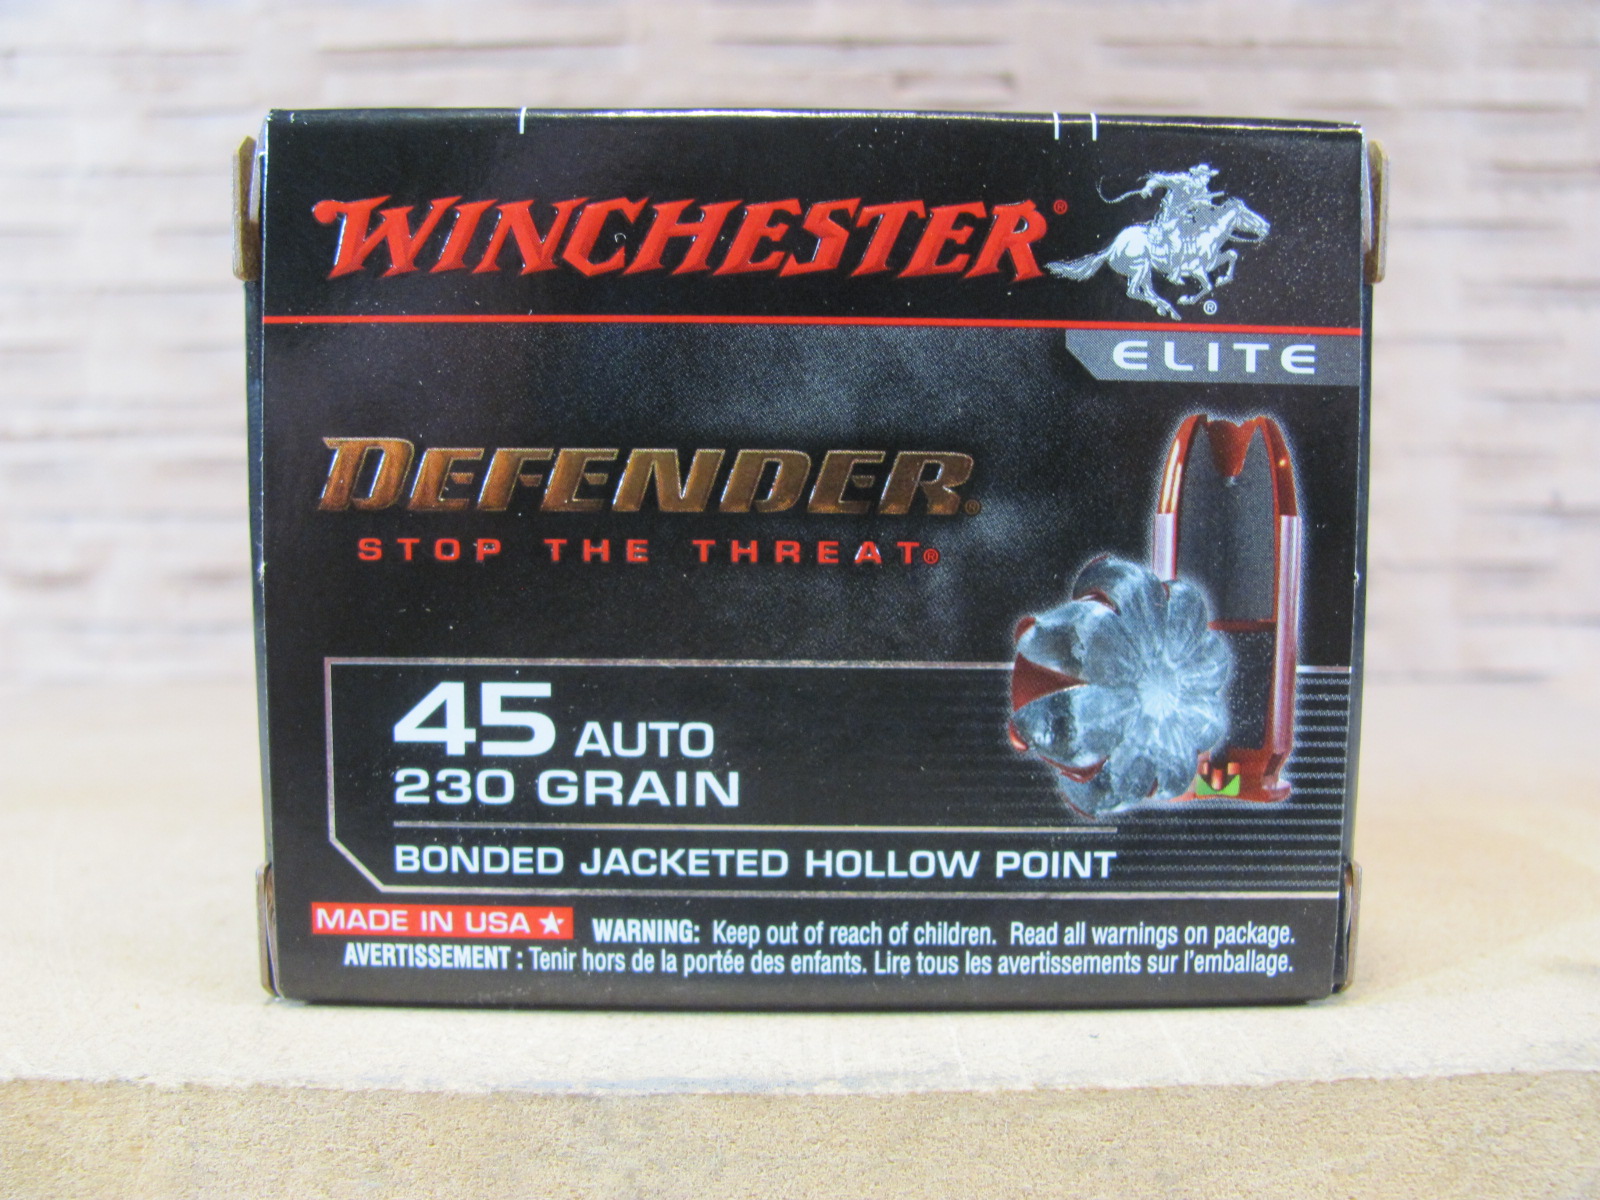 WINCHESTER®
®
ELITE
DEFENDER®
STOP THE THREAT®
45 AUTO
230 GRAIN
BONDED JACKETED HOLLOW POINT
MADE IN USA ★ WARNING: Keep out of reach of children. Read all warnings on package.
AVERTISSEMENT : Tenir hors de la portée des enfants. Lire tous les avertissements sur l'emballage.